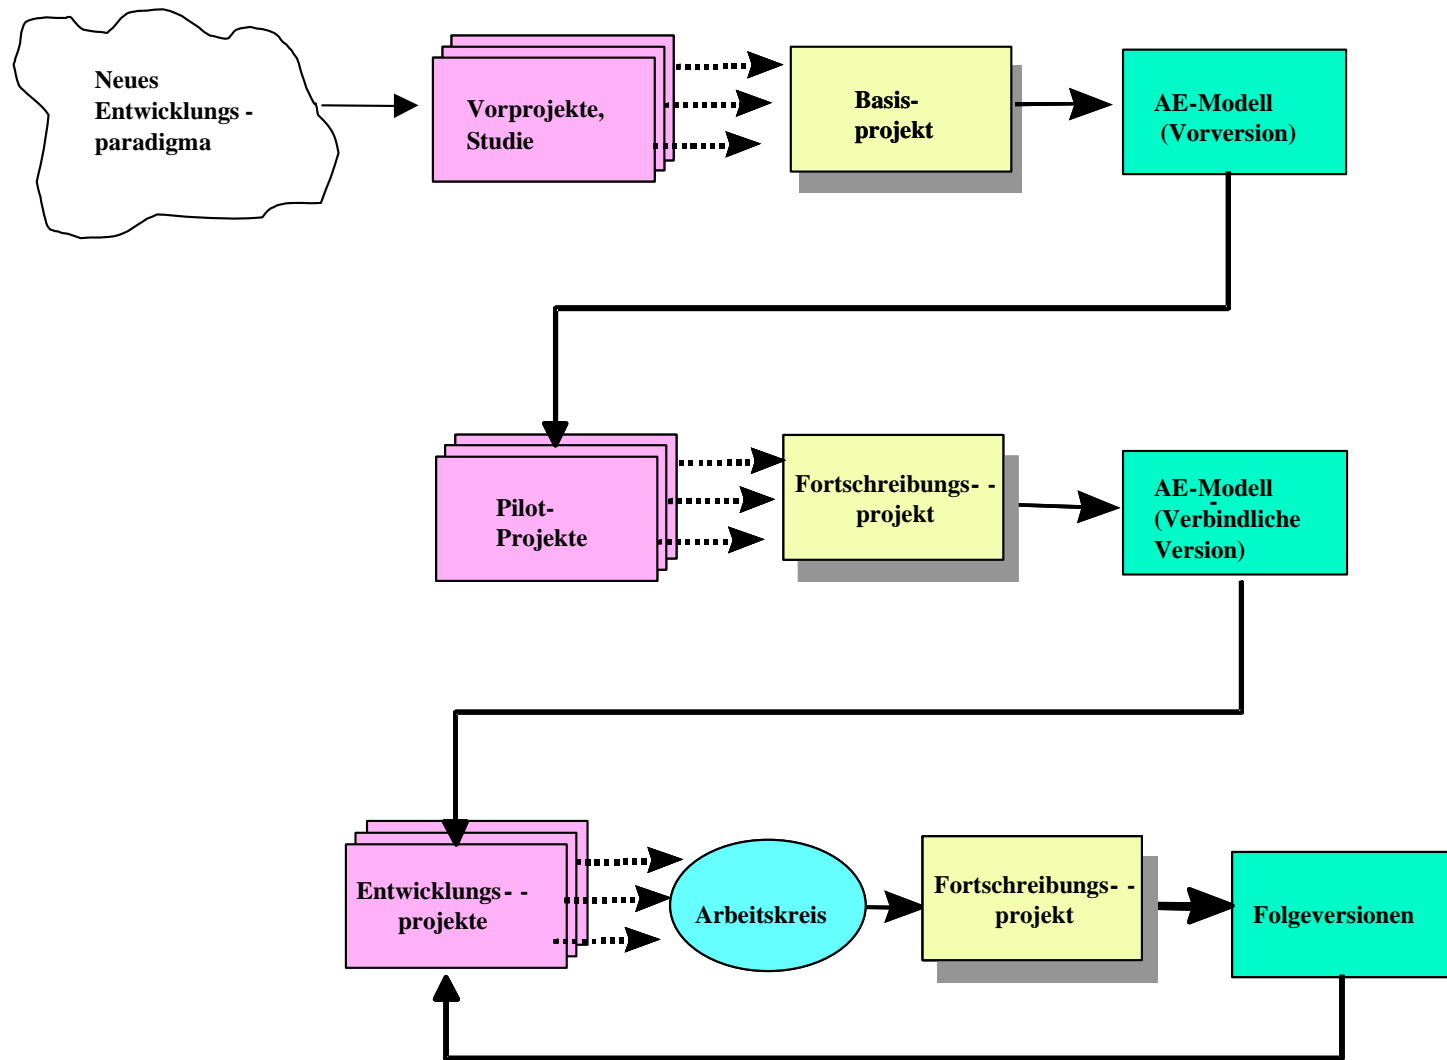 Neues
Entwicklungs -
paradigma
Vorprojekte,
Studie
Basis-
projekt
AE-Modell
(Vorversion)
Pilot-
Projekte
Fortschreibungs- -
projekt
AE-Modell
-
(Verbindliche
Version)
Entwicklungs- -
projekte
Arbeitskreis
Fortschreibungs- -
projekt
Folgeversionen